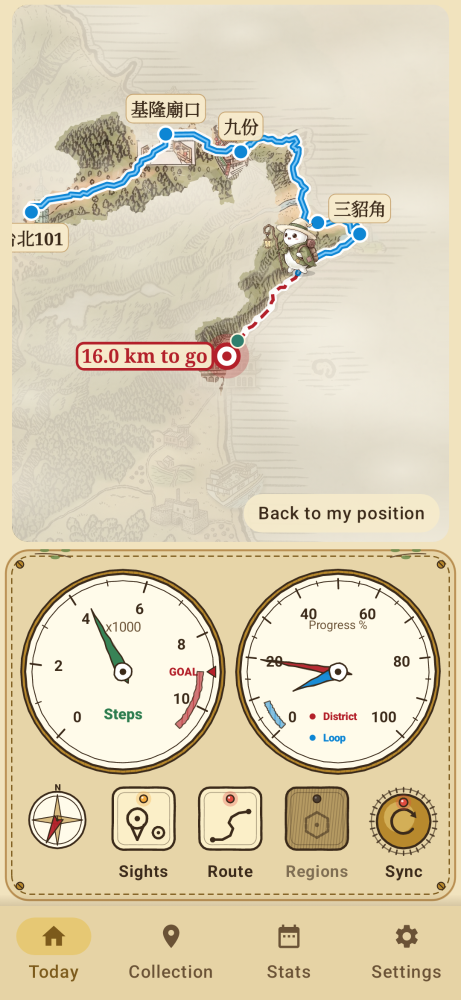 基隆廟口
九份
三貂角
台北101
16.0 km to go
Back to my position
4
6
x1000
2
8
GOAL
10
0
Steps
40
60
Progress %
20
80
0
100
District
Loop
N
Sights
Route
Regions
Sync
Today
Collection
Stats
Settings